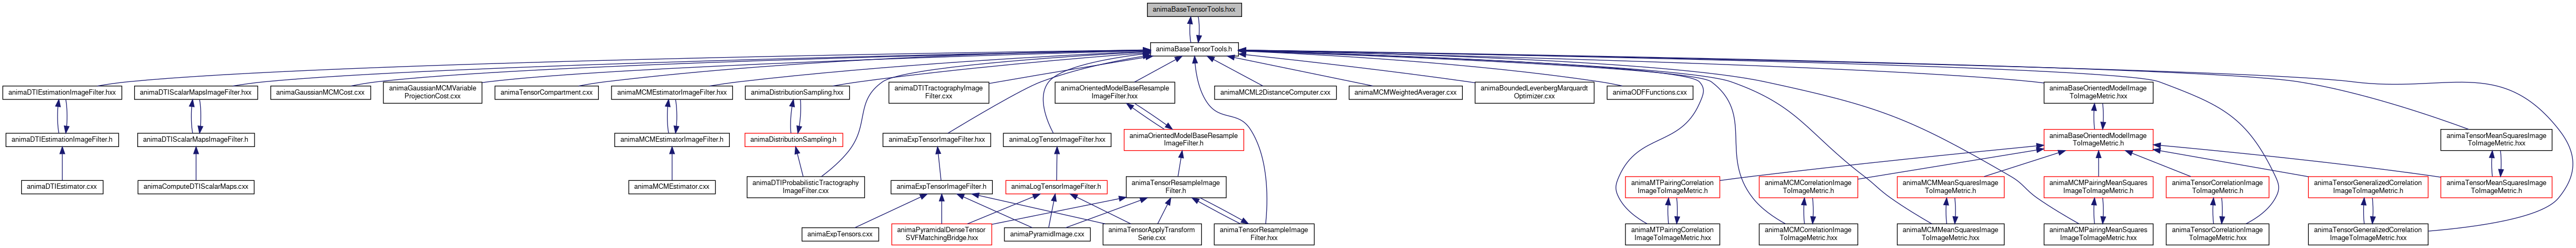 animaBaseTensorTools.hxx
animaBaseTensorTools.h
animaDTIEstimationImageFilter.hxx
animaDTIScalarMapsImageFilter.hxx
animaGaussianMCMCost.cxx
animaGaussianMCMVariable
ProjectionCost.cxx
animaTensorCompartment.cxx
animaMCMEstimatorImageFilter.hxx
animaDistributionSampling.hxx
animaDTITractographyImage
Filter.cxx
animaOrientedModelBaseResample
ImageFilter.hxx
animaMCML2DistanceComputer.cxx
animaMCMWeightedAverager.cxx
animaBoundedLevenbergMarquardt
Optimizer.cxx
animaODFFunctions.cxx
animaBaseOrientedModelImage
ToImageMetric.hxx
animaDTIEstimationImageFilter.h
animaDTIScalarMapsImageFilter.h
animaMCMEstimatorImageFilter.h
animaDistributionSampling.h
animaExpTensorImageFilter.hxx
animaLogTensorImageFilter.hxx
animaOrientedModelBaseResample
ImageFilter.h
animaBaseOrientedModelImage
ToImageMetric.h
animaTensorMeanSquaresImage
ToImageMetric.hxx
animaDTIEstimator.cxx
animaComputeDTIScalarMaps.cxx
animaMCMEstimator.cxx
animaDTIProbabilisticTractography
ImageFilter.cxx
animaExpTensorImageFilter.h
animaLogTensorImageFilter.h
animaTensorResampleImage
Filter.h
animaMTPairingCorrelation
ImageToImageMetric.h
animaMCMCorrelationImage
ToImageMetric.h
animaMCMMeanSquaresImage
ToImageMetric.h
animaMCMPairingMeanSquares
ImageToImageMetric.h
animaTensorCorrelationImage
ToImageMetric.h
animaTensorGeneralizedCorrelation
ImageToImageMetric.h
animaTensorMeanSquaresImage
ToImageMetric.h
animaExpTensors.cxx
animaPyramidalDenseTensor
SVFMatchingBridge.hxx
animaPyramidImage.cxx
animaTensorApplyTransform
Serie.cxx
animaTensorResampleImage
Filter.hxx
animaMTPairingCorrelation
ImageToImageMetric.hxx
animaMCMCorrelationImage
ToImageMetric.hxx
animaMCMMeanSquaresImage
ToImageMetric.hxx
animaMCMPairingMeanSquares
ImageToImageMetric.hxx
animaTensorCorrelationImage
ToImageMetric.hxx
animaTensorGeneralizedCorrelation
ImageToImageMetric.hxx